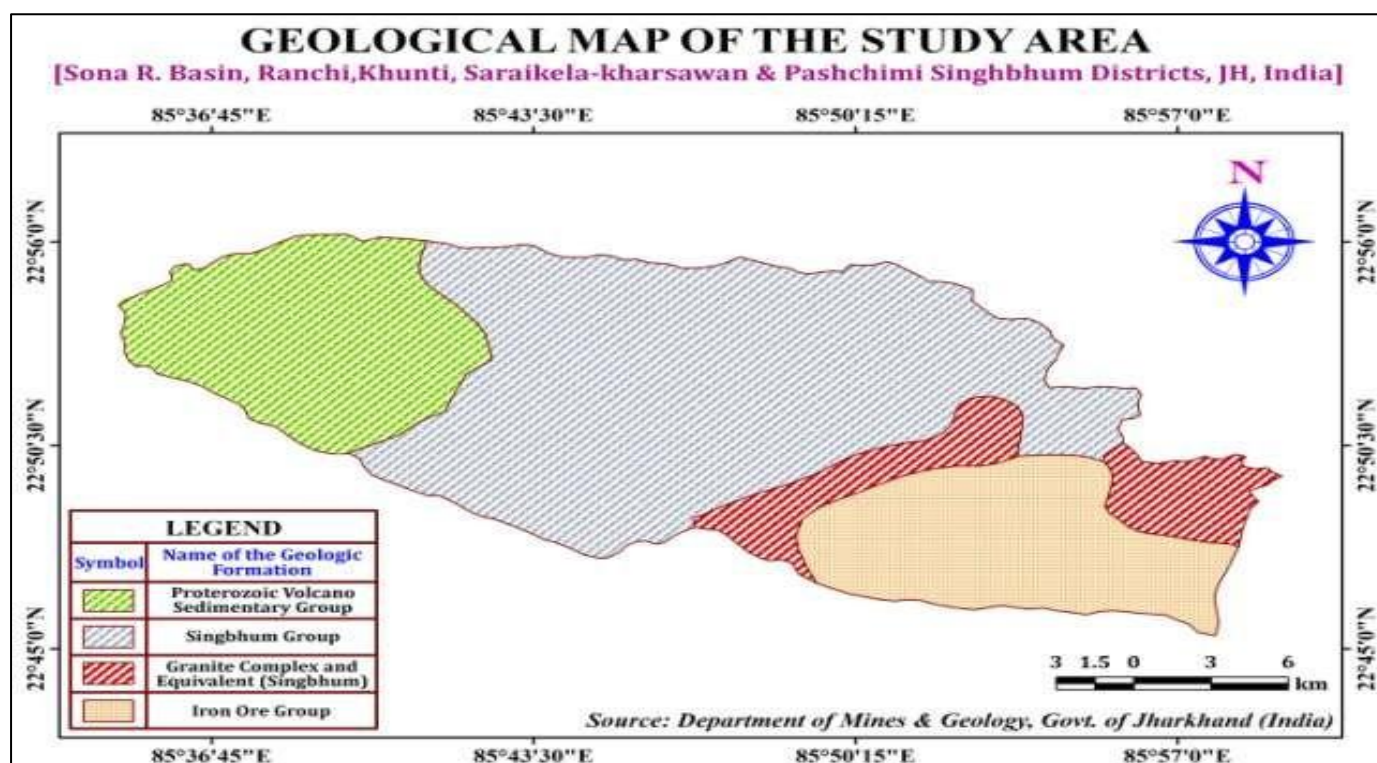 GEOLOGICAL MAP OF THE STUDY AREA
[Sona R. Basin, Ranchi,Khunti, Saraikela-kharsawan & Pashchimi Singhbhum Districts, JH, India]
85°36'45"E 85°43'30"E 85°50'15"E 85°57'0"E
N
22°56'0"N 22°56'0"N
22°50'30"N 22°50'30"N
22°45'0"N 22°45'0"N
LEGEND
Symbol Name of the Geologic
Formation
Proterozoic Volcano
Sedimentary Group
Singbhum Group
Granite Complex and
Equivalent (Singbhum)
Iron Ore Group
3 1.5 0 3 6
km
Source: Department of Mines & Geology, Govt. of Jharkhand (India)
85°36'45"E 85°43'30"E 85°50'15"E 85°57'0"E